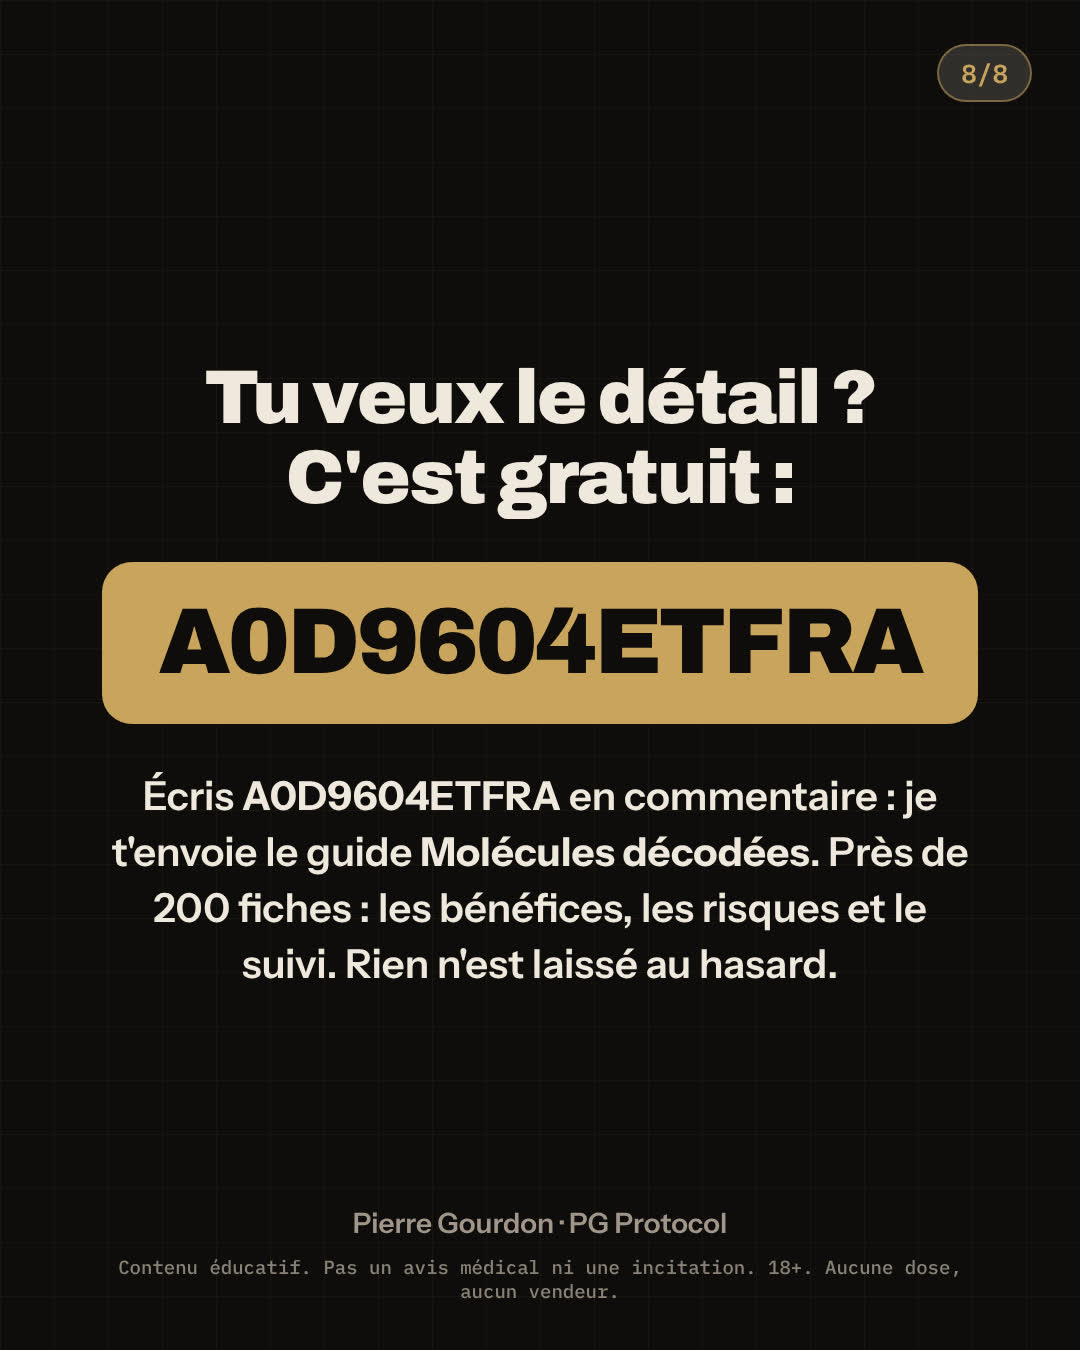 8/8
Tu veux le détail ?
C'est gratuit :
A0D9604ETFRA
Écris A0D9604ETFRA en commentaire : je
t'envoie le guide Molécules décodées. Près de
200 fiches : les bénéfices, les risques et le
suivi. Rien n'est laissé au hasard.
Pierre Gourdon · PG Protocol
Contenu éducatif. Pas un avis médical ni une incitation. 18+. Aucune dose,
aucun vendeur.